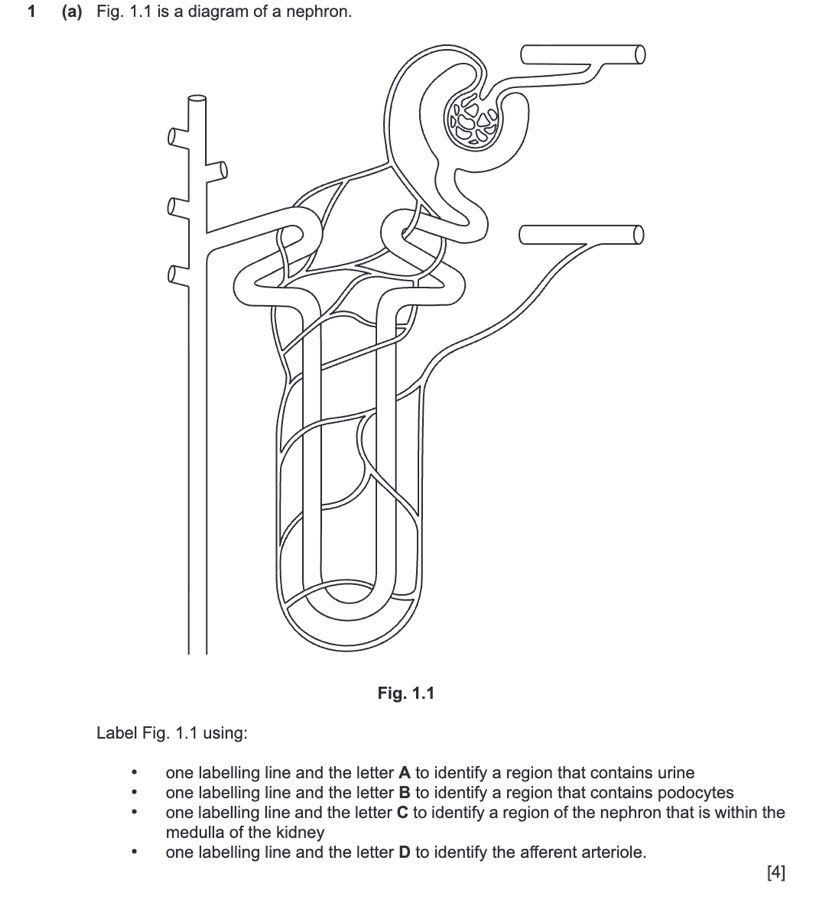 1 (a) Fig. 1.1 is a diagram of a nephron.
Fig. 1.1
Label Fig. 1.1 using:
• one labelling line and the letter A to identify a region that contains urine
• one labelling line and the letter B to identify a region that contains podocytes
• one labelling line and the letter C to identify a region of the nephron that is within the
medulla of the kidney
• one labelling line and the letter D to identify the afferent arteriole.
[4]